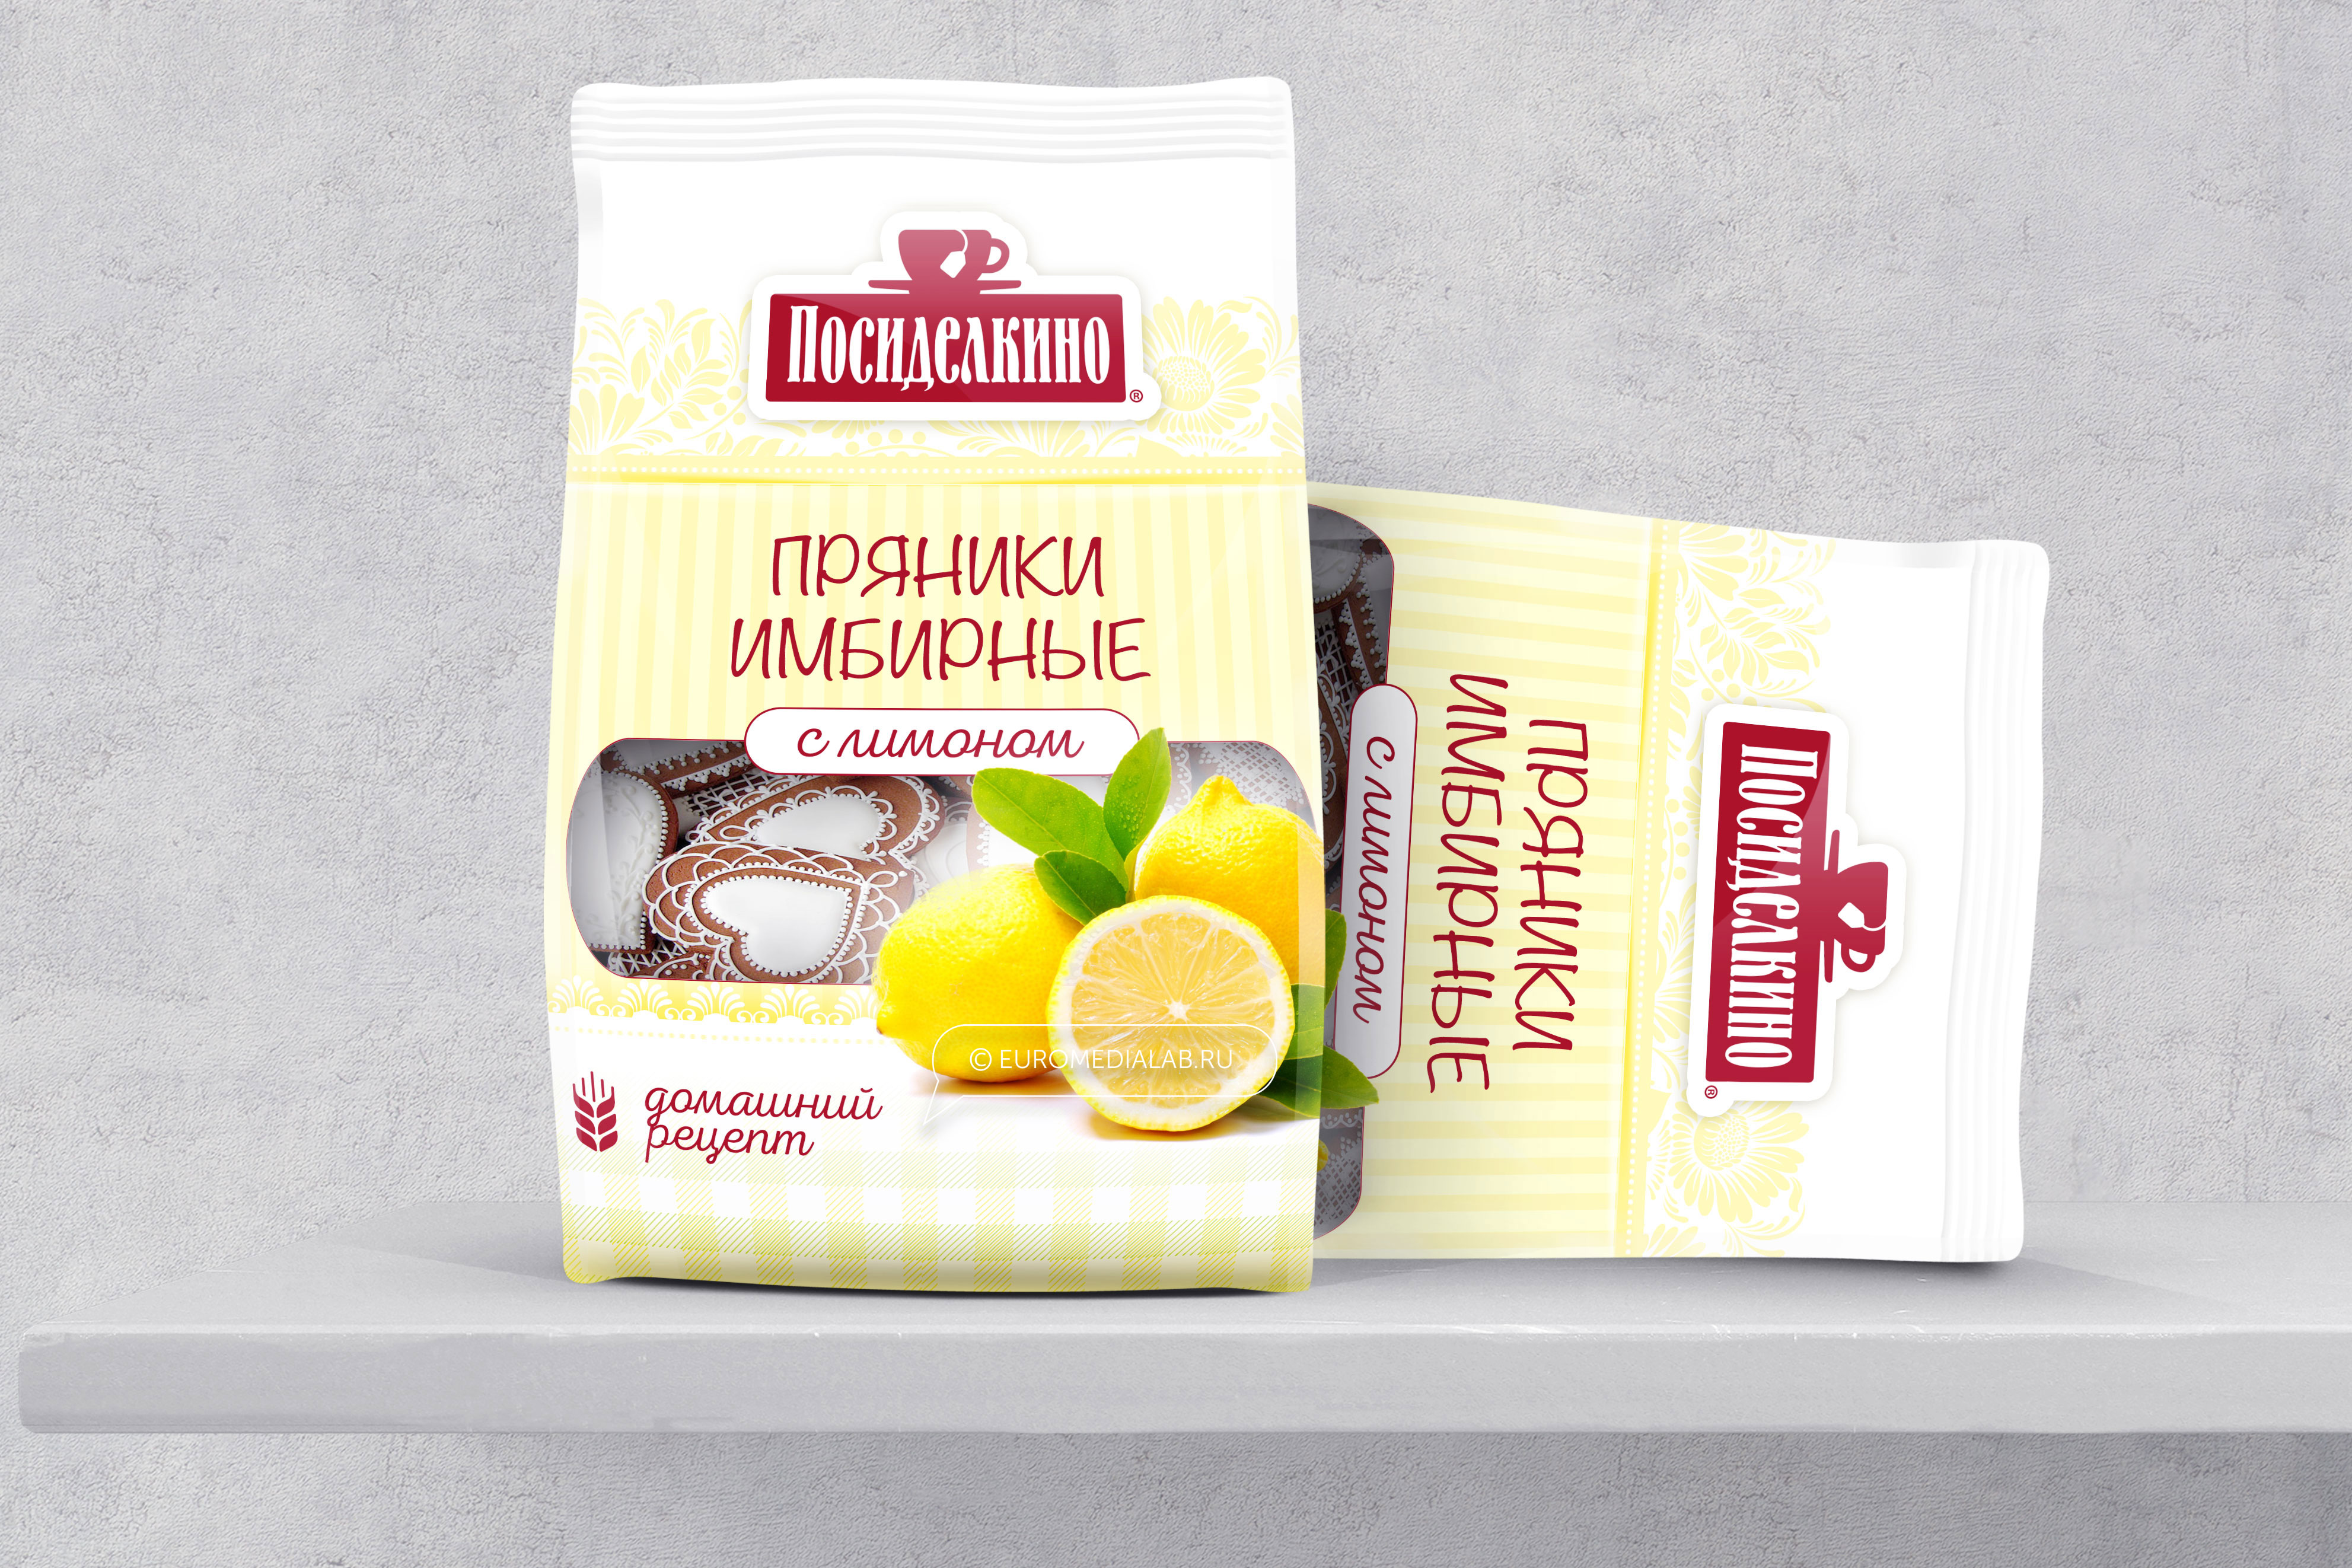 Посиделкино
®
ПРЯНИКИ
ИМБИРНЫЕ
с лимоном
© EUROMEDIALAB.RU
домашний
рецепт
Посиделкино
®
ПРЯНИКИ
ИМБИРНЫЕ
с лимоном